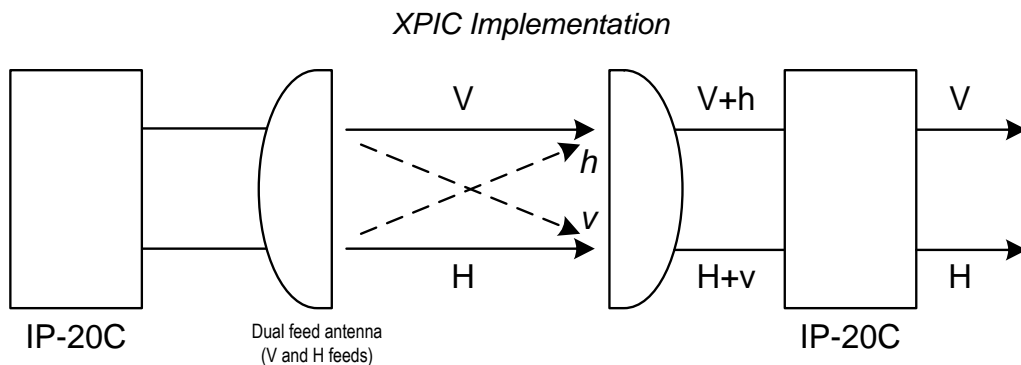 XPIC Implementation
V
V+h
V
h
v
H
H+v
H
IP-20C
Dual feed antenna
(V and H feeds)
IP-20C